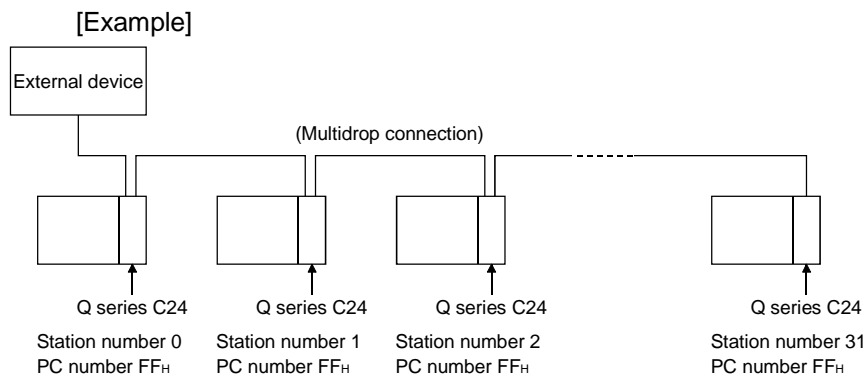 [Example]
External device
(Multidrop connection)
Q series C24 Q series C24 Q series C24 Q series C24
Station number 0 Station number 1 Station number 2 Station number 31
PC number FFH PC number FFH PC number FFH PC number FFH